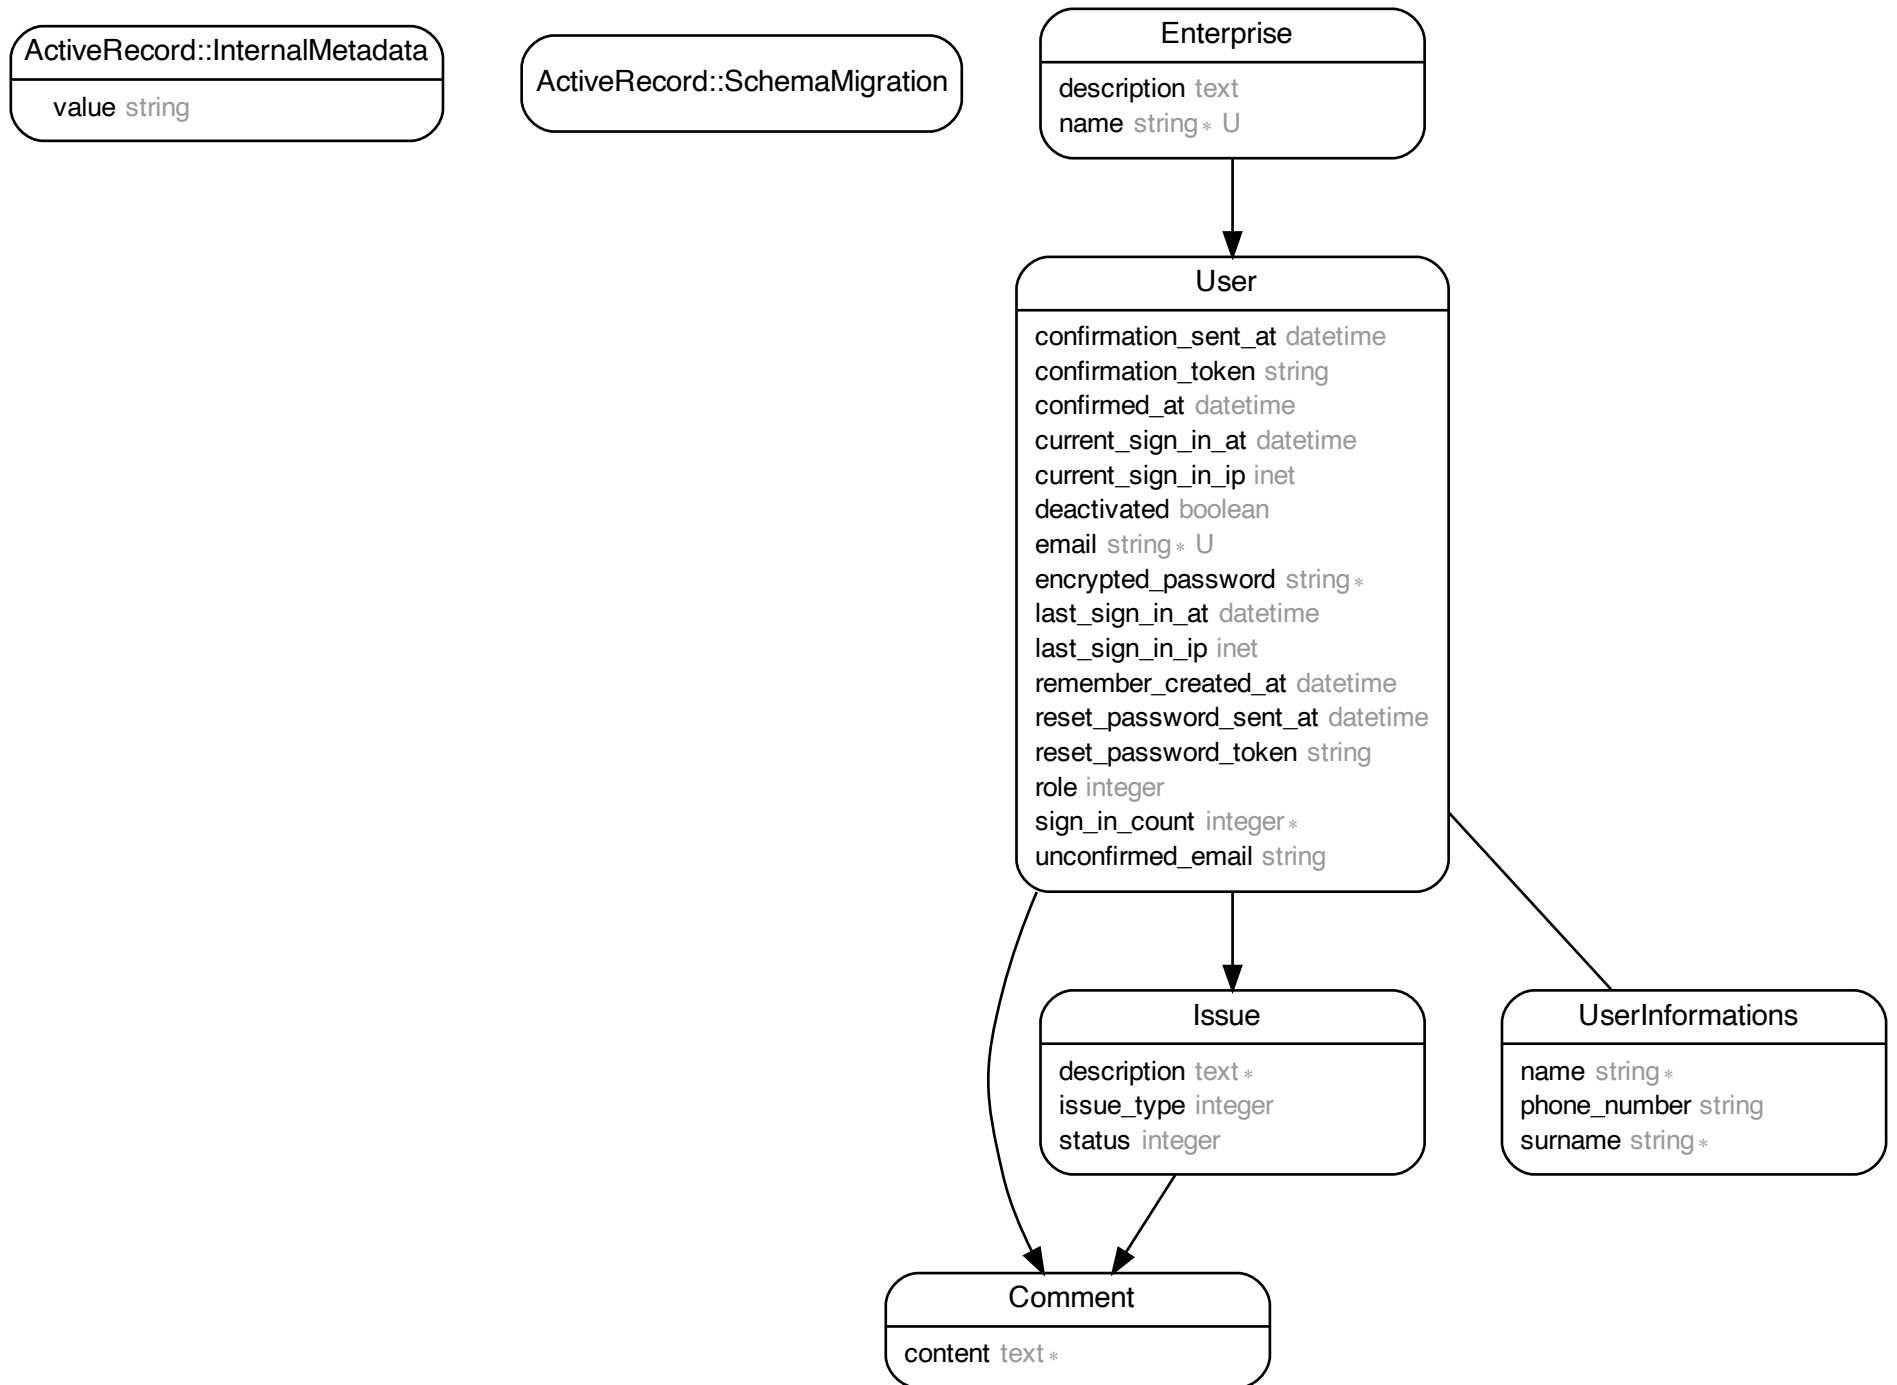 ActiveRecord::InternalMetadata
value string
ActiveRecord::SchemaMigration
Enterprise
description text
name string * U
User
confirmation_sent_at datetime
confirmation_token string
confirmed_at datetime
current_sign_in_at datetime
current_sign_in_ip inet
deactivated boolean
email string * U
encrypted_password string *
last_sign_in_at datetime
last_sign_in_ip inet
remember_created_at datetime
reset_password_sent_at datetime
reset_password_token string
role integer
sign_in_count integer *
unconfirmed_email string
Issue
description text *
issue_type integer
status integer
UserInformations
name string *
phone_number string
surname string *
Comment
content text *